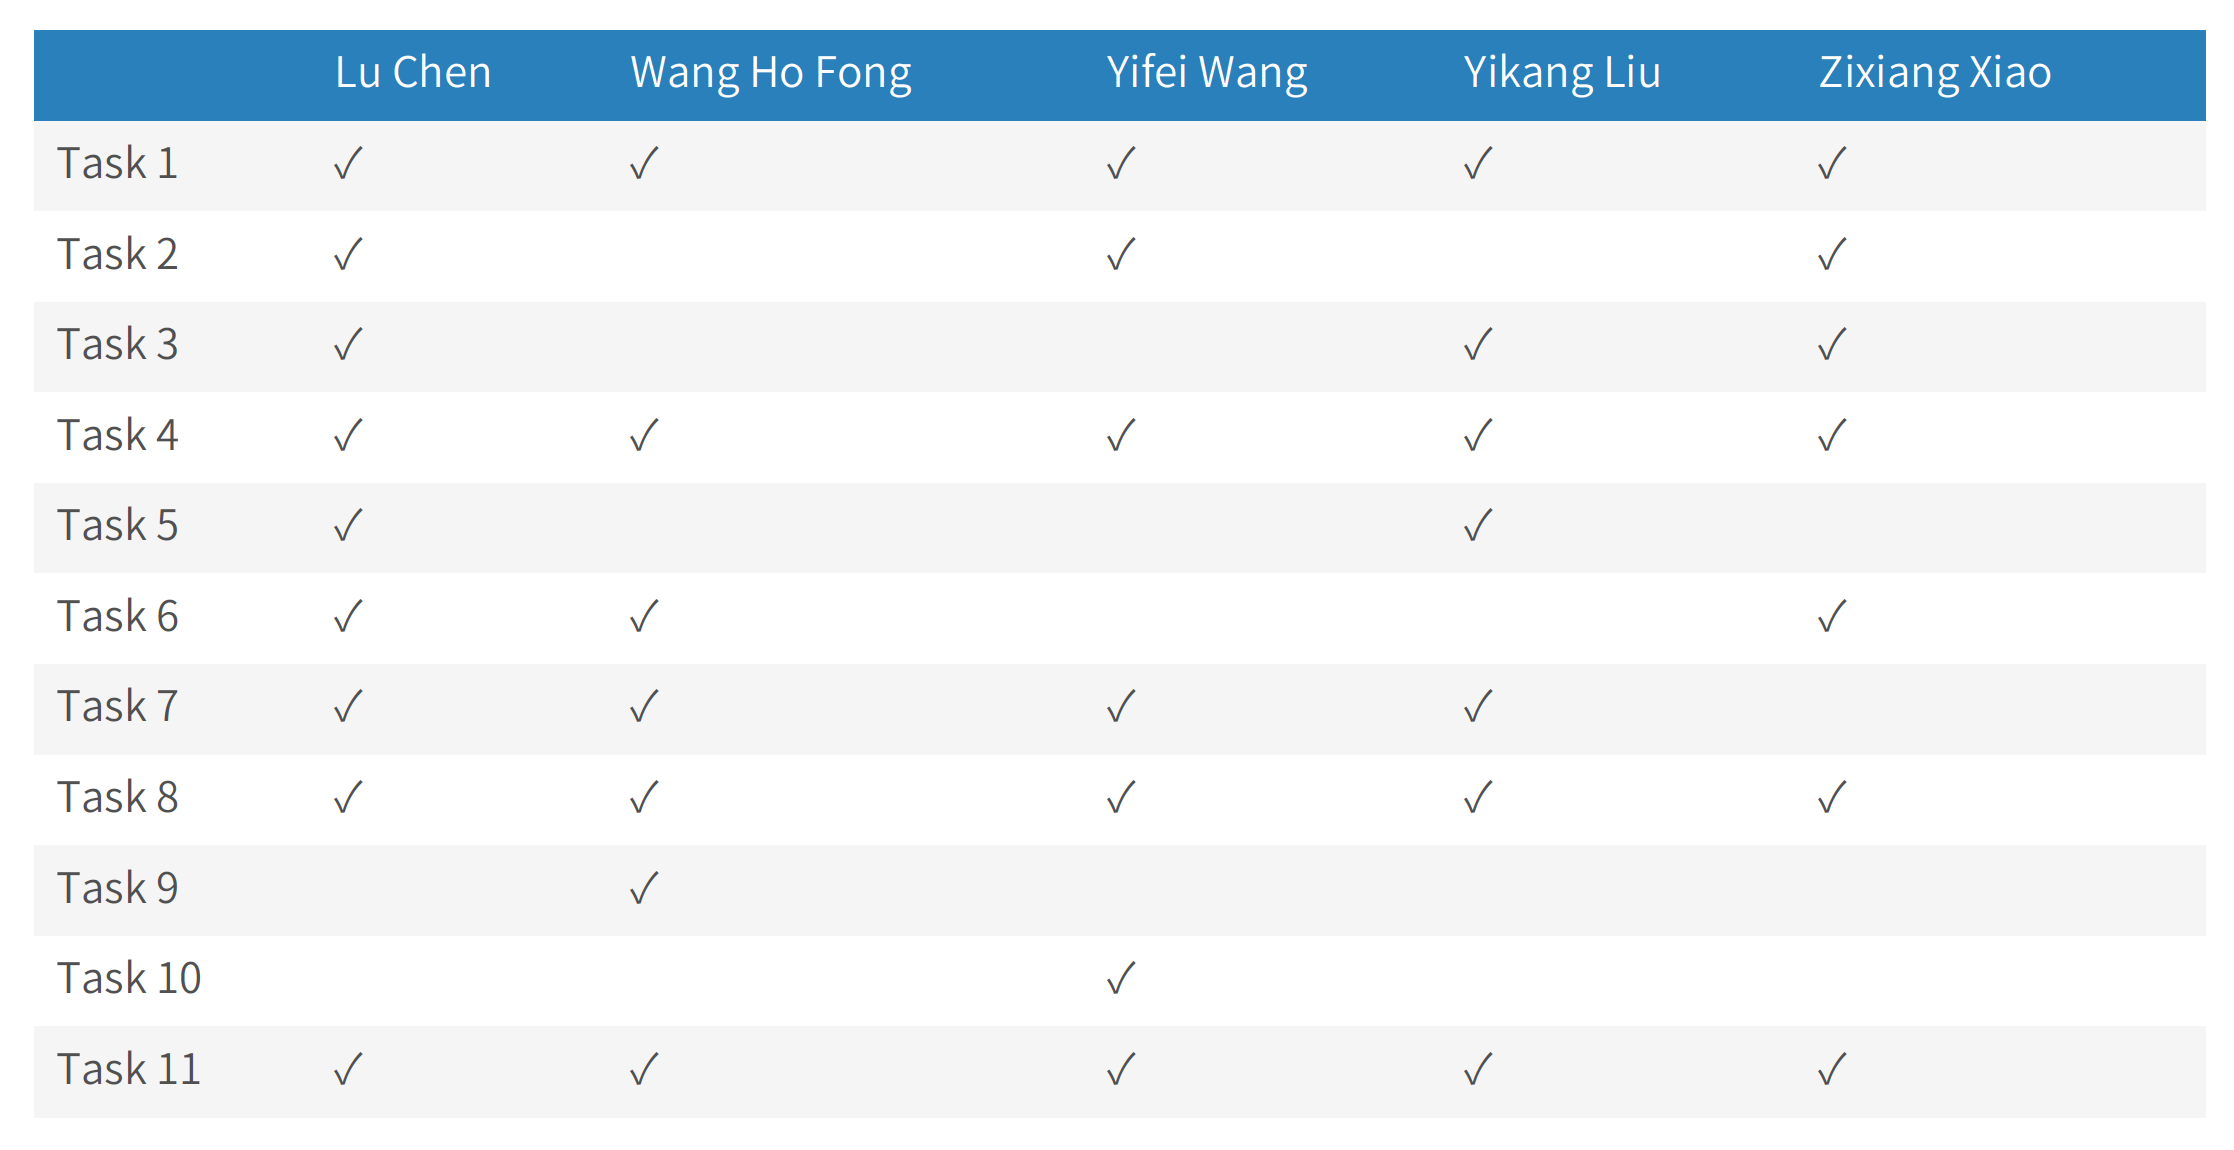 Lu Chen Wang Ho Fong Yifei Wang Yikang Liu Zixiang Xiao
Task 1 ✓ ✓ ✓ ✓ ✓
Task 2 ✓ ✓ ✓
Task 3 ✓ ✓ ✓
Task 4 ✓ ✓ ✓ ✓ ✓
Task 5 ✓ ✓
Task 6 ✓ ✓ ✓
Task 7 ✓ ✓ ✓ ✓
Task 8 ✓ ✓ ✓ ✓ ✓
Task 9 ✓
Task 10 ✓
Task 11 ✓ ✓ ✓ ✓ ✓